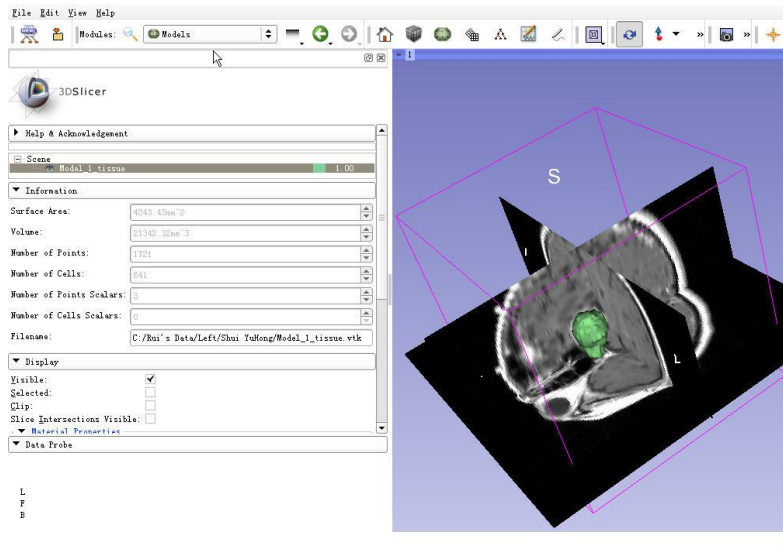 File Edit View Help
Modules: Models
1
3DSlicer
Help & Acknowledgement
Scene
Model_1_tissue 1.00
Information
Surface Area: 4243.43mm^2
Volume: 21342.32mm^3
Number of Points: 1721
Number of Cells: 641
Number of Points Scalars: 3
Number of Cells Scalars: 0
Filename: C:/Rui's Data/Left/Shui YuHong/Model_1_tissue.vtk
Display
Visible:
Selected:
Clip:
Slice Intersections Visible:
Material Properties
Data Probe
L
F
B
S
I
L